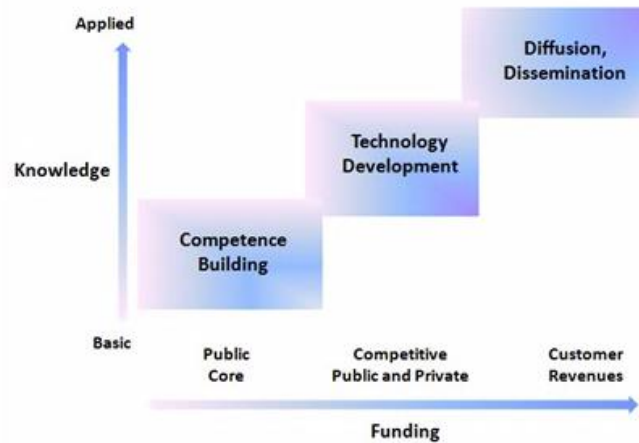 Applied
Diffusion,
Dissemination
Technology
Development
Knowledge
Competence
Building
Basic
Public
Core
Competitive
Public and Private
Customer
Revenues
Funding